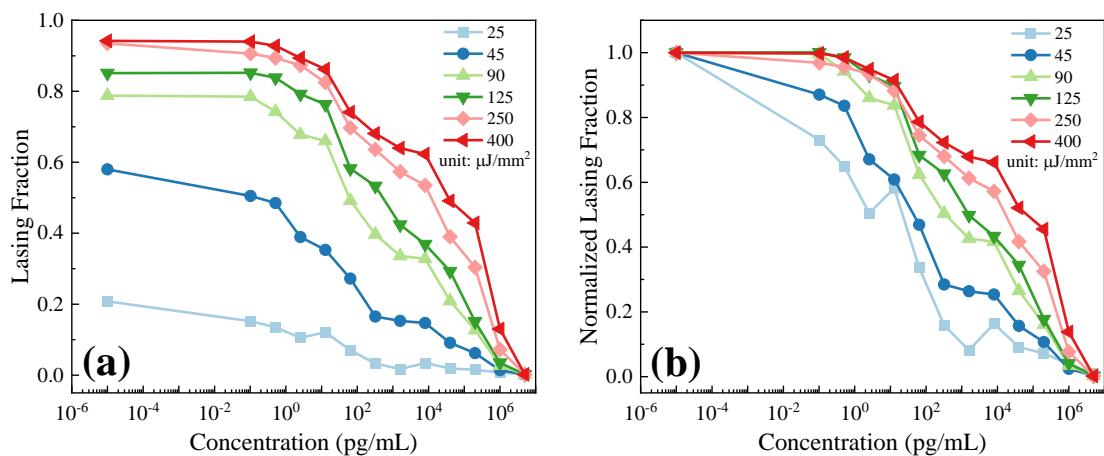 1.0
0.8
0.6
0.4
0.2
0.0
Lasing Fraction
25
45
90
125
250
400
unit: μJ/mm²
(a)
10⁻⁶ 10⁻⁴ 10⁻² 10⁰ 10² 10⁴ 10⁶
Concentration (pg/mL)
1.0
0.8
0.6
0.4
0.2
0.0
Normalized Lasing Fraction
25
45
90
125
250
400
unit: μJ/mm²
(b)
10⁻⁶ 10⁻⁴ 10⁻² 10⁰ 10² 10⁴ 10⁶
Concentration (pg/mL)